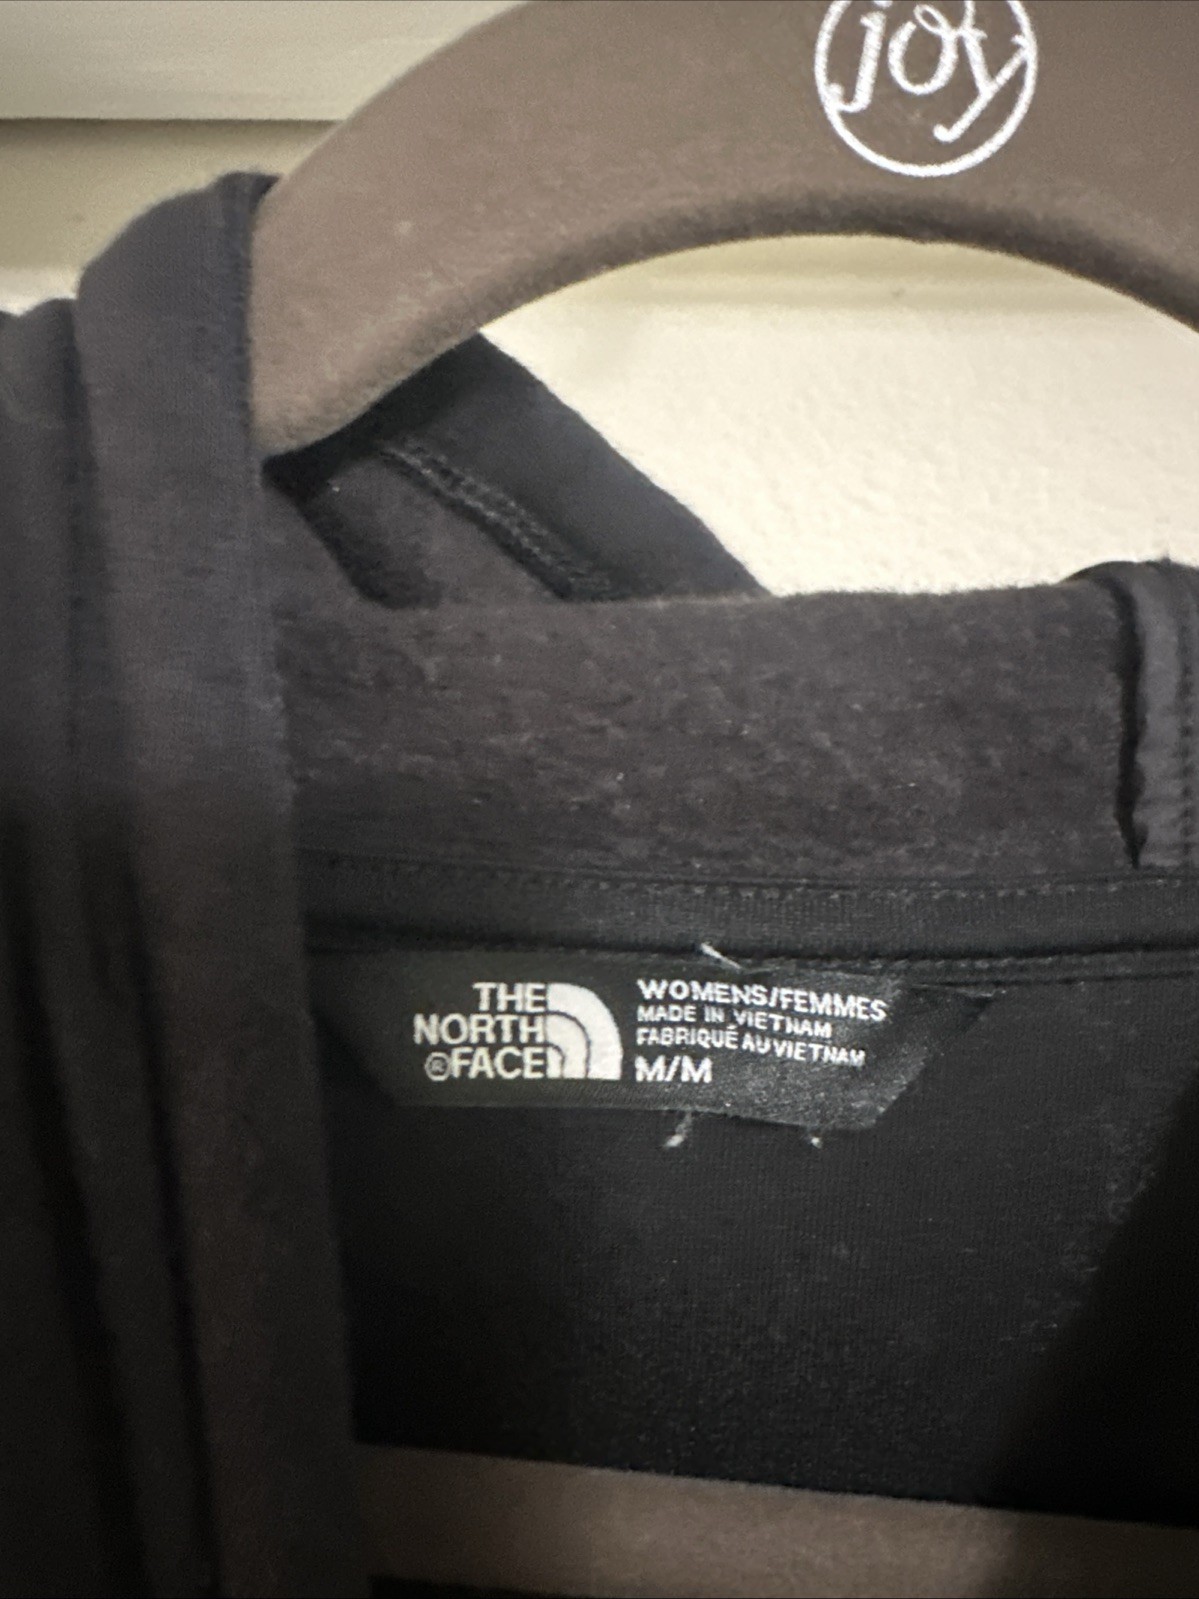 joy
THE
NORTH
®FACE
WOMENS/FEMMES
MADE IN VIETNAM
FABRIQUÉ AU VIETNAM
M/M